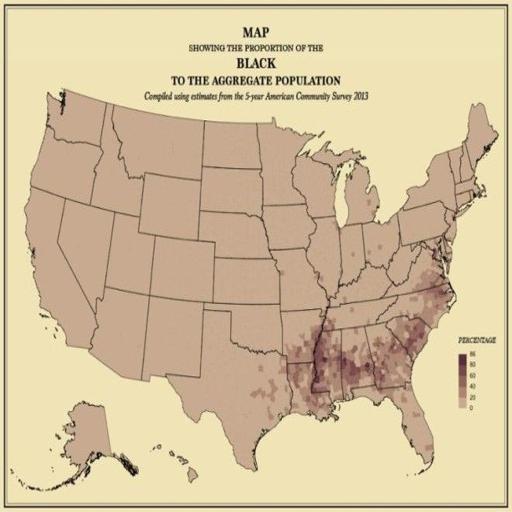 MAP
SHOWING THE PROPORTION OF THE
BLACK
TO THE AGGREGATE POPULATION
Compiled using estimates from the 5-year American Community Survey 2013
PERCENTAGE
86
80
60
40
20
0